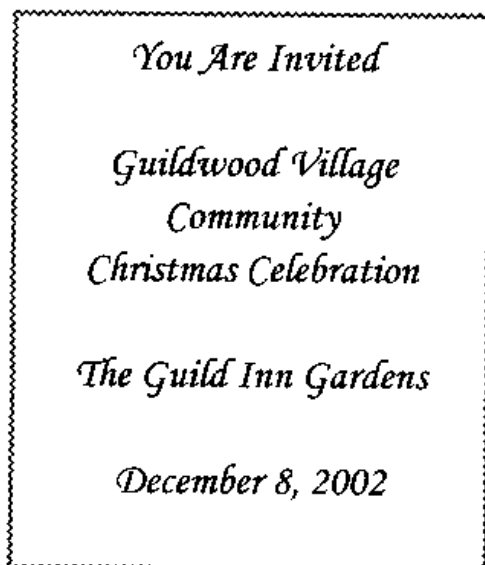 You Are Invited
Guildwood Village
Community
Christmas Celebration
The Guild Inn Gardens
December 8, 2002